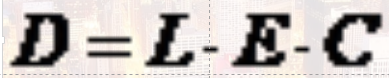 D = L - E - C